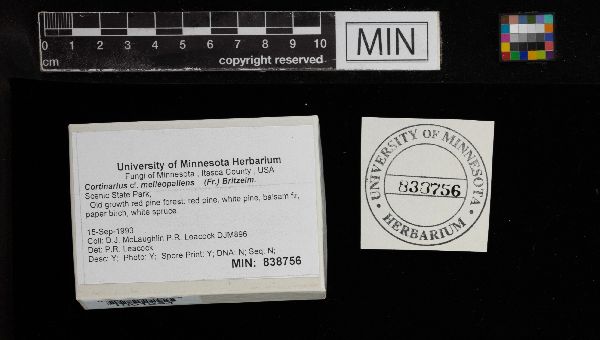 0 1 2 3 4 5 6 7 8 9 10
cm
copyright reserved
MIN
University of Minnesota Herbarium
Fungi of Minnesota , Itasca County , USA
Cortinarius cf. melleopallens (Fr.) Britzelm.
Scenic State Park,
Old growth red pine forest: red pine, white pine, balsam fir,
paper birch, white spruce.
15-Sep-1993
Coll: D.J. McLaughlin P.R. Leacock DJM896
Det: P.R. Leacock
Desc: Y; Photo: Y; Spore Print: Y; DNA: N; Seq: N;
MIN: 838756
UNIVERSITY OF MINNESOTA
838756
HERBARIUM